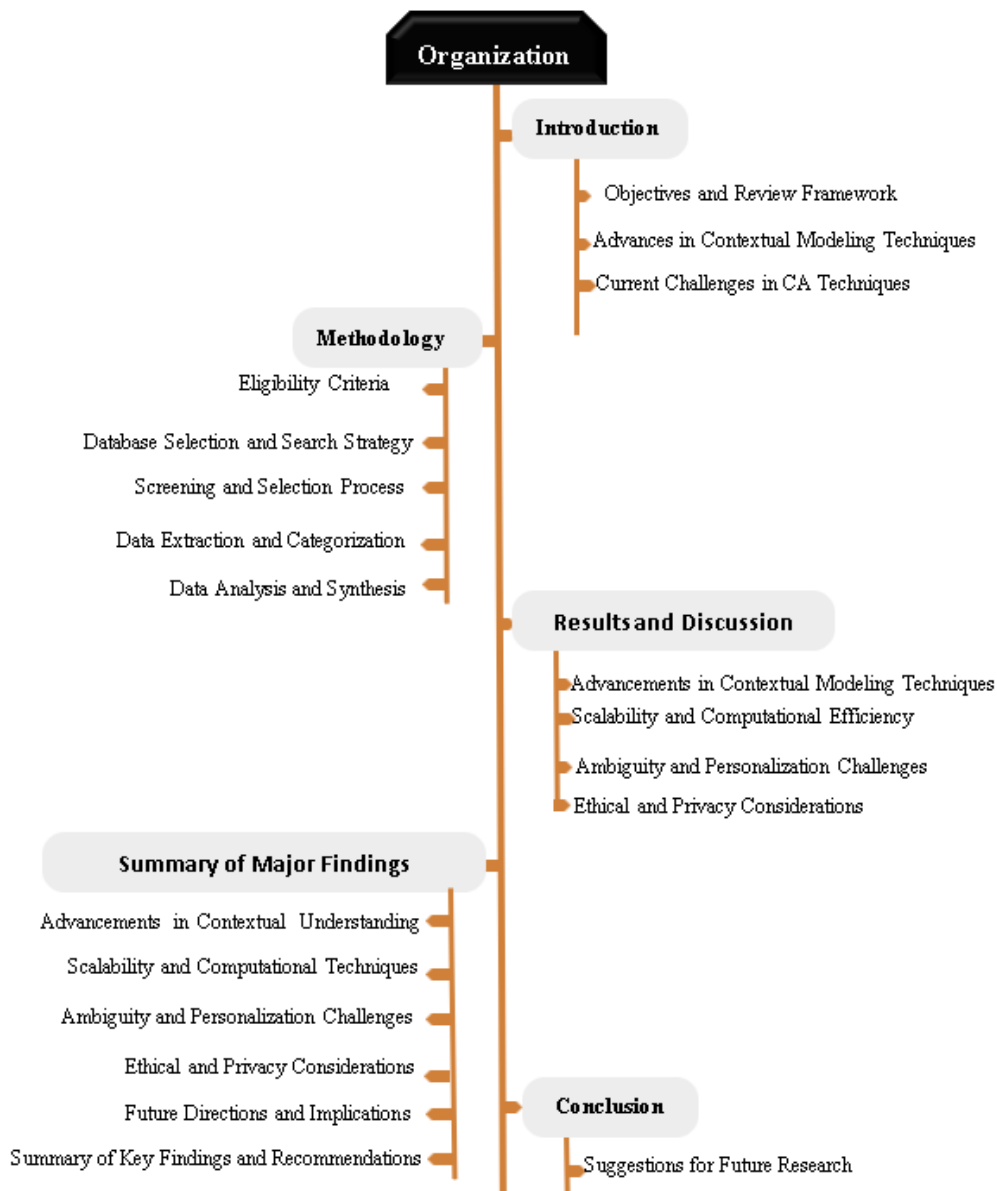 Organization
Introduction
Objectives and Review Framework
Advances in Contextual Modeling Techniques
Current Challenges in CA Techniques
Methodology
Eligibility Criteria
Database Selection and Search Strategy
Screening and Selection Process
Data Extraction and Categorization
Data Analysis and Synthesis
Results and Discussion
Advancements in Contextual Modeling Techniques
Scalability and Computational Efficiency
Ambiguity and Personalization Challenges
Ethical and Privacy Considerations
Summary of Major Findings
Advancements in Contextual Understanding
Scalability and Computational Techniques
Ambiguity and Personalization Challenges
Ethical and Privacy Considerations
Future Directions and Implications
Summary of Key Findings and Recommendations
Conclusion
Suggestions for Future Research